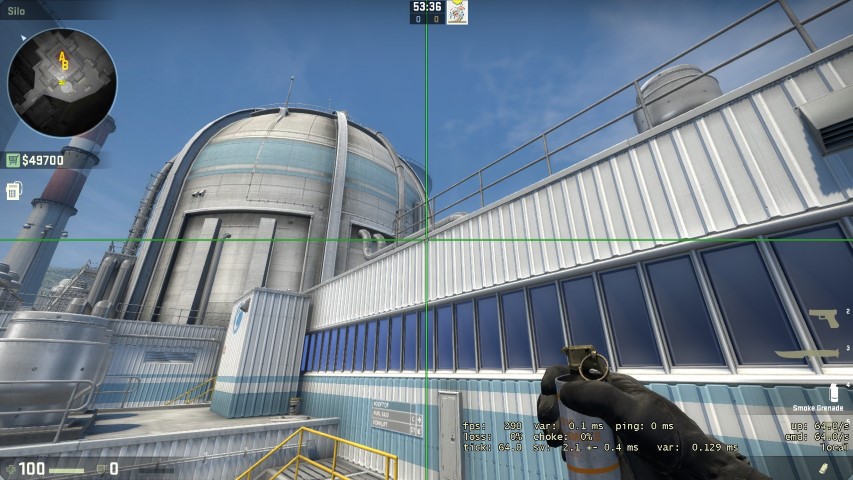 Silo
53:36
0 0
A
B
$49700
2
3
4
Smoke Grenade
fps: 290 var: 0.1 ms ping: 0 ms
loss: 0% choke: 0%
tick: 64.0 sv: 2.1 +- 0.4 ms var: 0.129 ms
up: 64.0/s
cmd: 64.0/s
local
100
0